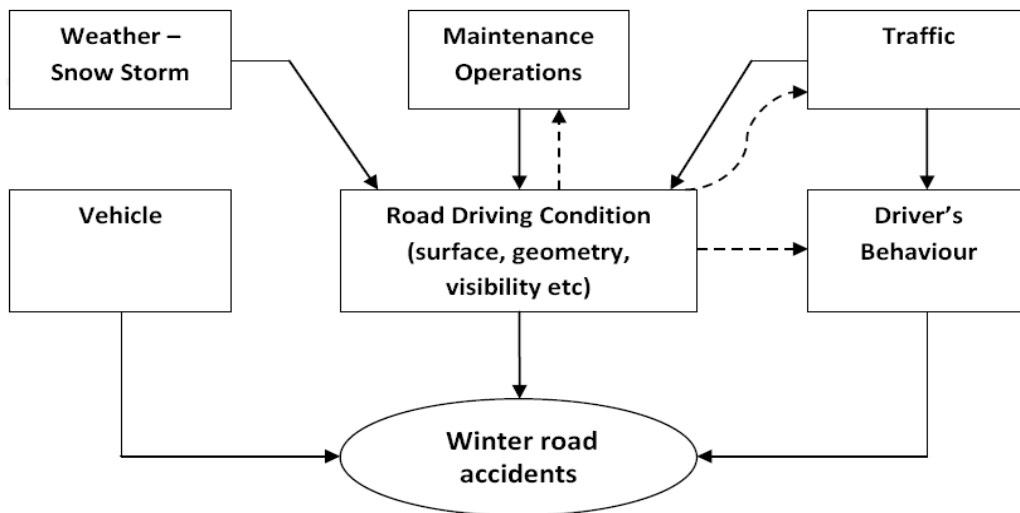 Weather –
Snow Storm
Maintenance
Operations
Traffic
Vehicle
Road Driving Condition
(surface, geometry,
visibility etc)
Driver’s
Behaviour
Winter road
accidents